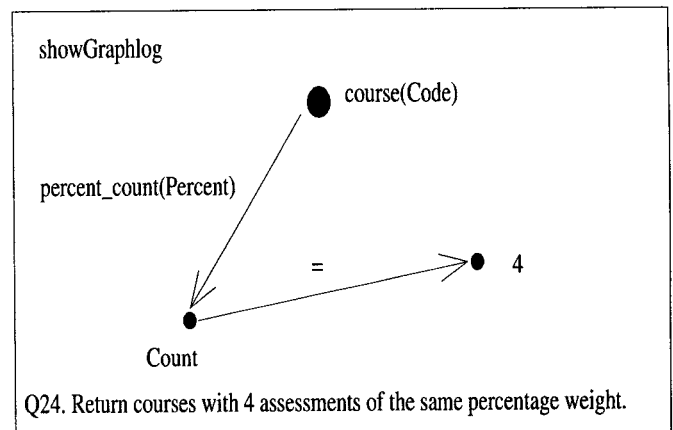 showGraphlog
course(Code)
percent_count(Percent)
=
4
Count
Q24. Return courses with 4 assessments of the same percentage weight.